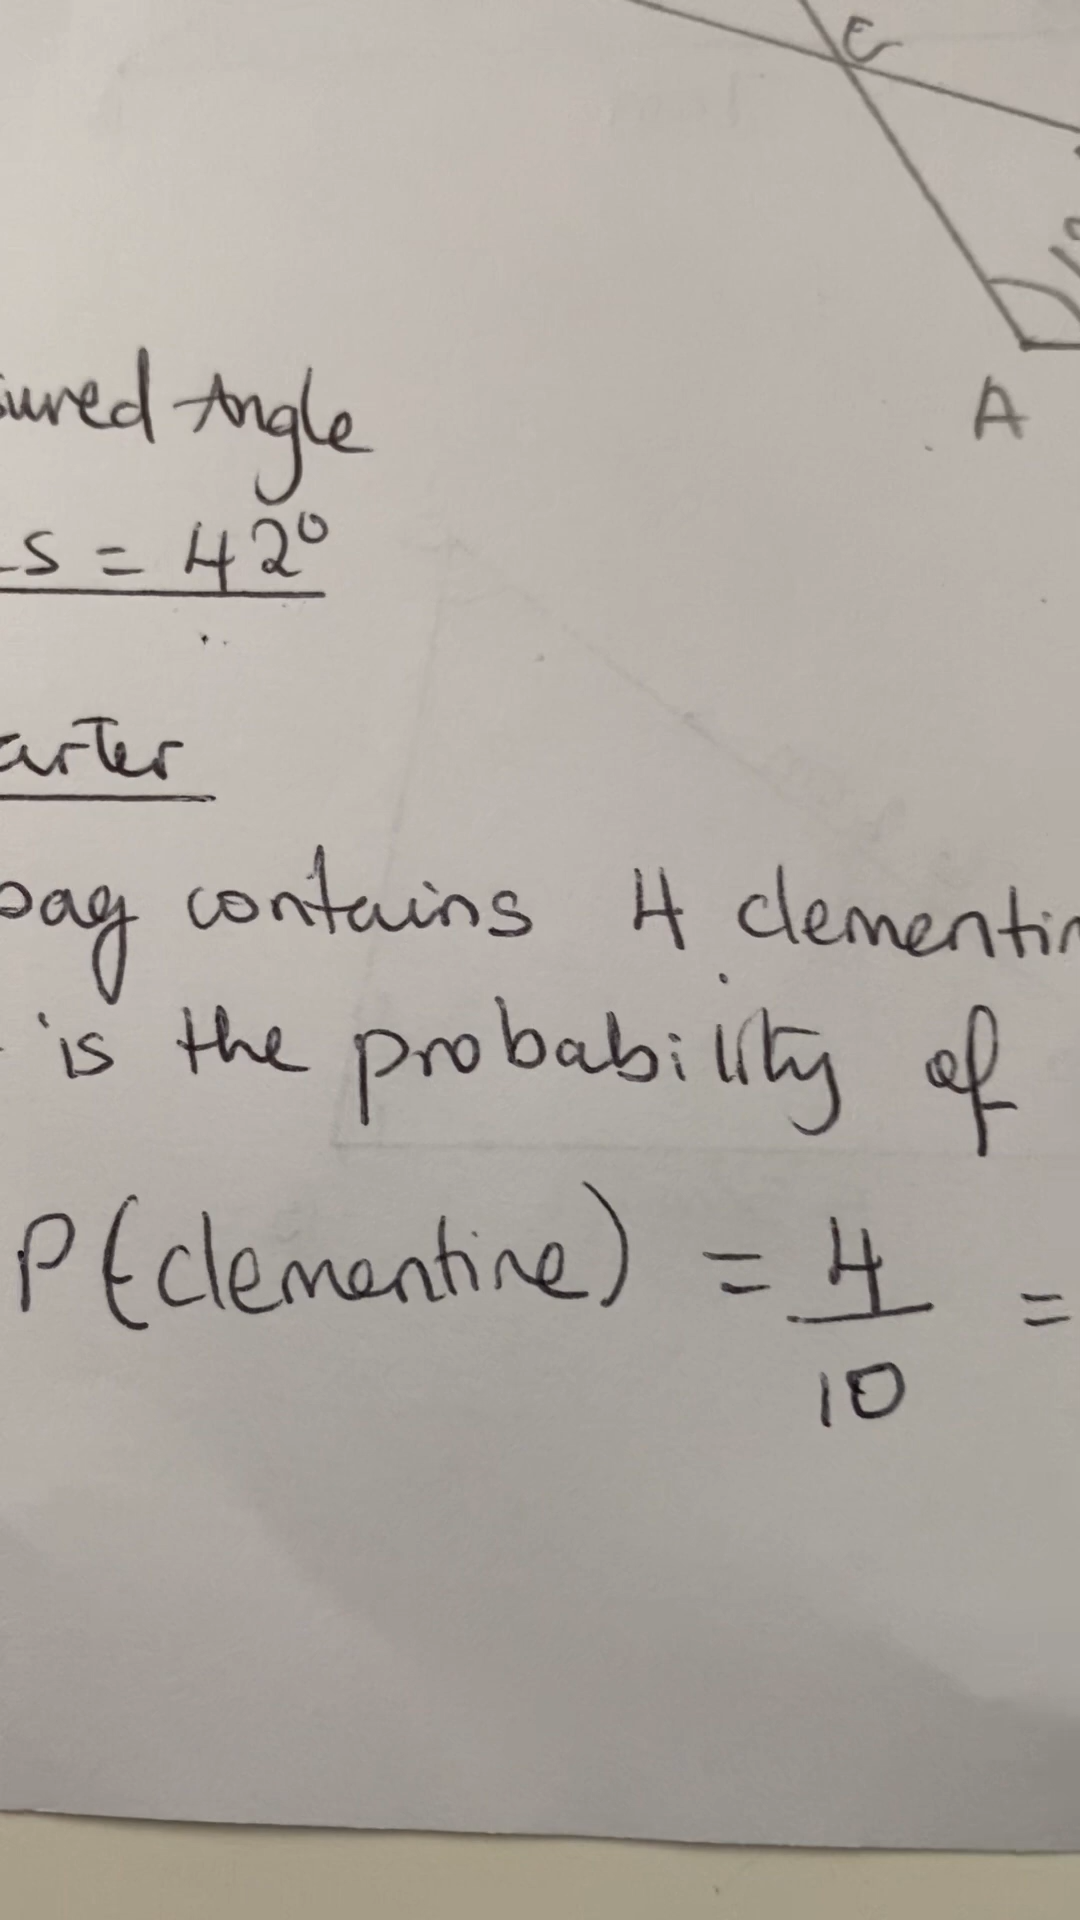 C
A
Angle
= 42°
contains 4
is the probability of
P(clementine) = 4/10 =